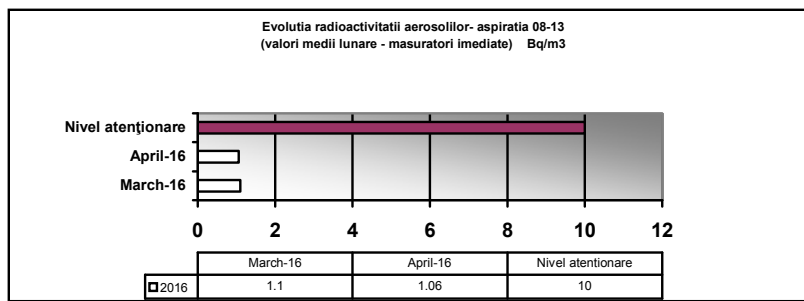 Evolutia radioactivitatii aerosolilor- aspiratia 08-13
(valori medii lunare - masuratori imediate) Bq/m3
Nivel atenţionare
April-16
March-16
0 2 4 6 8 10 12
March-16 April-16 Nivel atentionare
2016 1.1 1.06 10